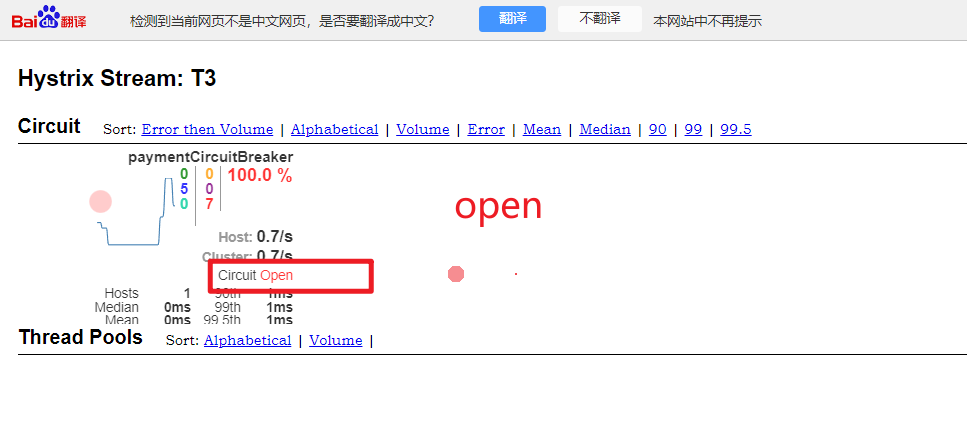 Baidu翻译 检测到当前网页不是中文网页，是否要翻译成中文？ 翻译 不翻译 本网站中不再提示
Hystrix Stream: T3
Circuit Sort: Error then Volume | Alphabetical | Volume | Error | Mean | Median | 90 | 99 | 99.5
paymentCircuitBreaker
0 0 100.0 %
5 0
0 7
open
Host: 0.7/s
Cluster: 0.7/s
Circuit Open
Hosts 1 90th 1ms
Median 0ms 99th 1ms
Mean 0ms 99.5th 1ms
Thread Pools Sort: Alphabetical | Volume |